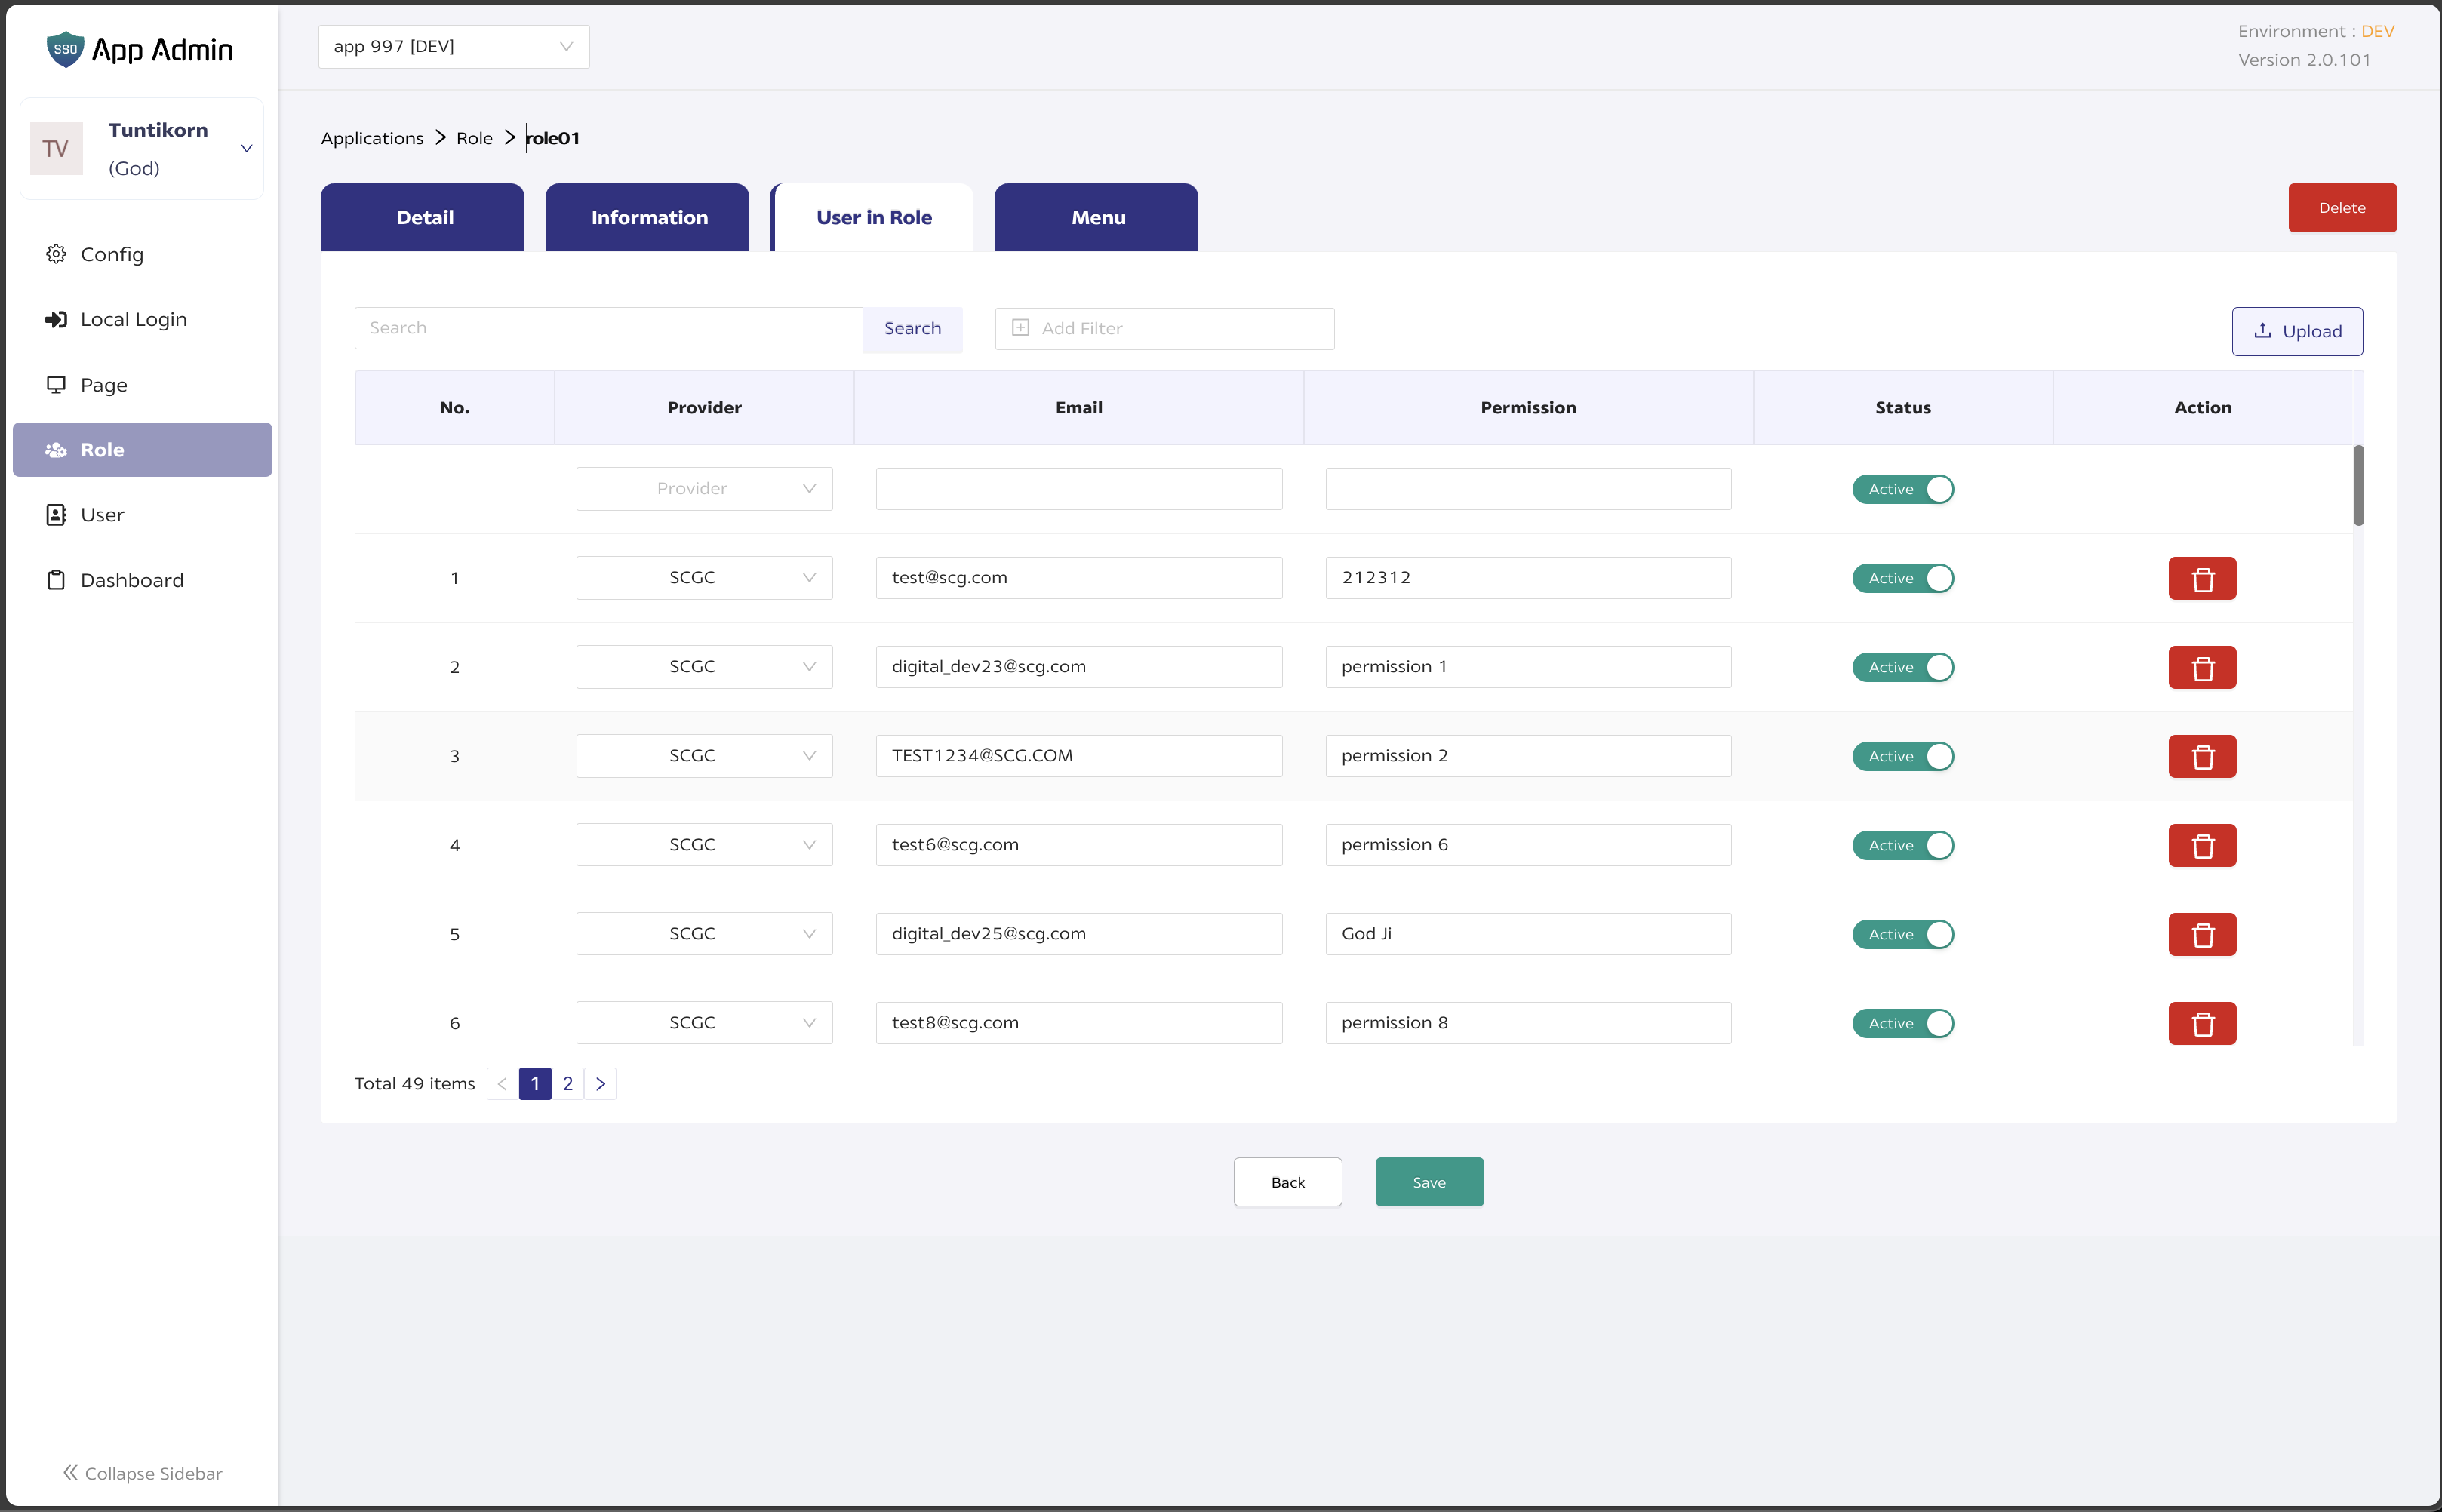 SSO App Admin
app 997 [DEV]
Environment : DEV
Version 2.0.101
TV
Tuntikorn
(God)
Config
Local Login
Page
Role
User
Dashboard
Collapse Sidebar
Applications > Role > role01
Detail
Information
User in Role
Menu
Delete
Search
Search
Add Filter
Upload
No. Provider Email Permission Status Action
Provider Active
1 SCGC test@scg.com 212312 Active
2 SCGC digital_dev23@scg.com permission 1 Active
3 SCGC TEST1234@SCG.COM permission 2 Active
4 SCGC test6@scg.com permission 6 Active
5 SCGC digital_dev25@scg.com God Ji Active
6 SCGC test8@scg.com permission 8 Active
Total 49 items < 1 2 >
Back
Save